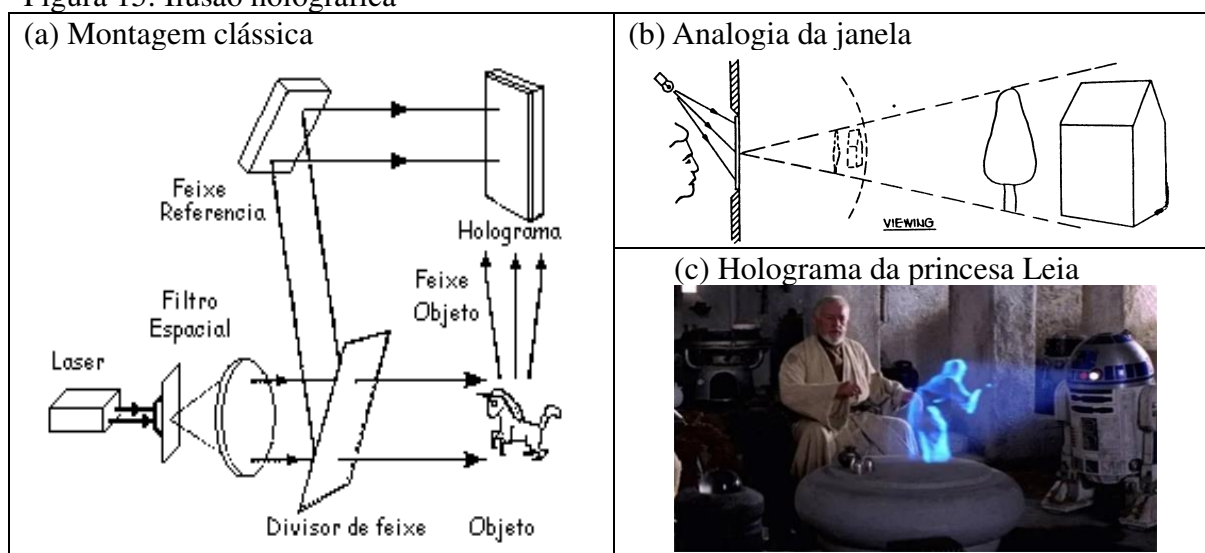 Figura Ilusão holográfica
(a) Montagem clássica
Feixe
Referencia
Holograma
Feixe
Objeto
Filtro
Espacial
Laser
Divisor de feixe
Objeto
(b) Analogia da janela
VIEWING
(c) Holograma da princesa Leia